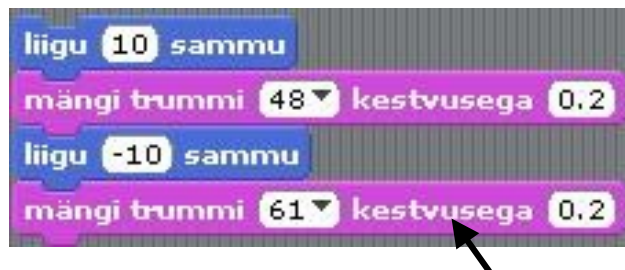 liigu 10 sammu
mängi trummi 48 kestvusega 0.2
liigu -10 sammu
mängi trummi 61 kestvusega 0.2